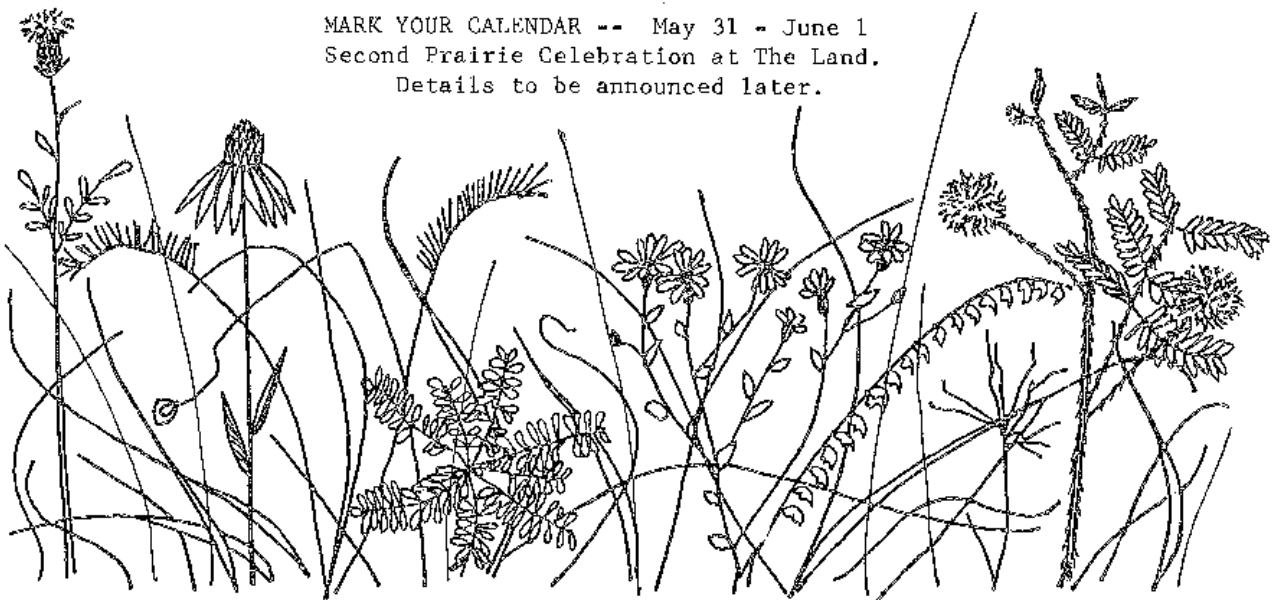 MARK YOUR CALENDAR -- May 31 - June 1
Second Prairie Celebration at The Land.
Details to be announced later.